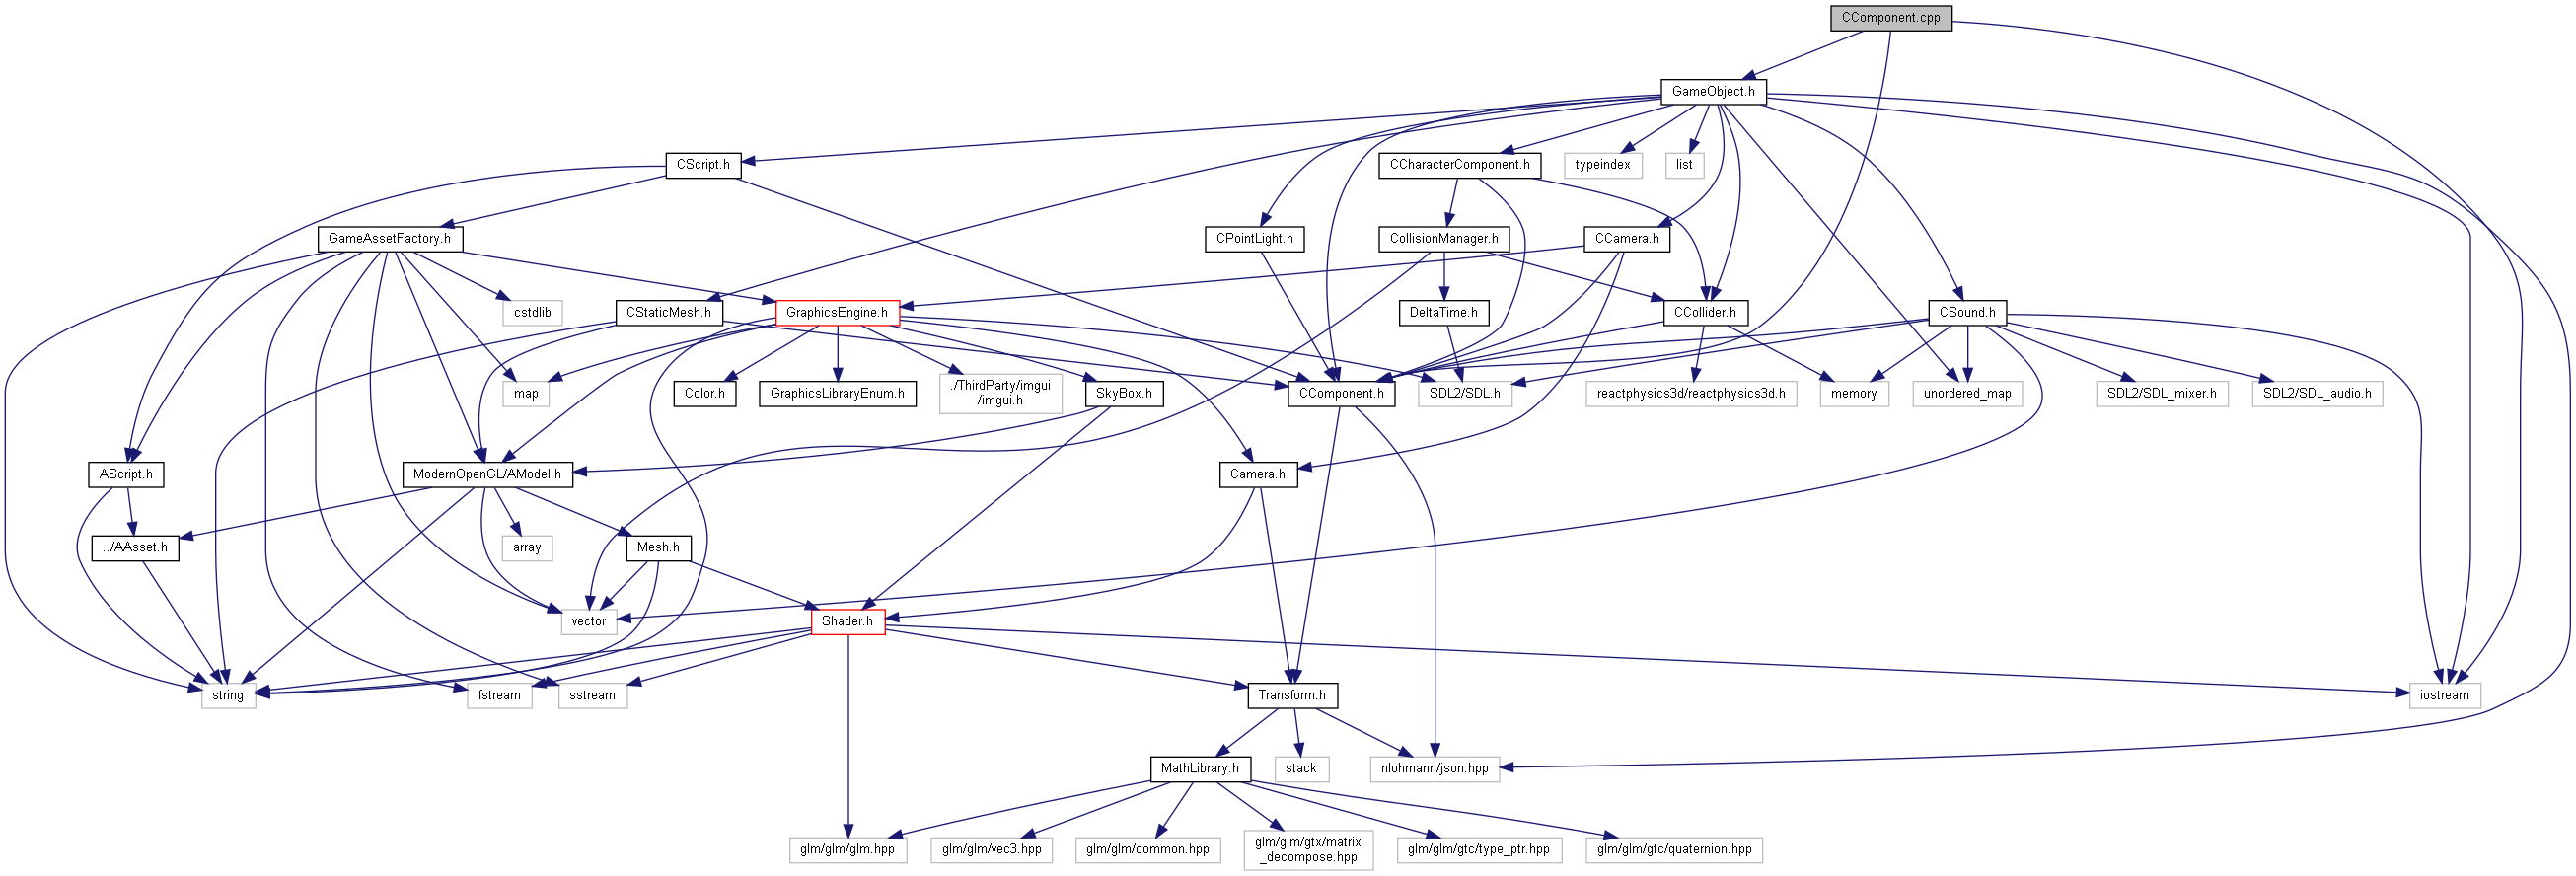 CComponent.cpp
GameObject.h
CScript.h
CCharacterComponent.h
typeindex
list
GameAssetFactory.h
CPointLight.h
CollisionManager.h
CCamera.h
cstdlib
CStaticMesh.h
GraphicsEngine.h
DeltaTime.h
CCollider.h
CSound.h
map
Color.h
GraphicsLibraryEnum.h
./ThirdParty/imgui
/imgui.h
SkyBox.h
CComponent.h
SDL2/SDL.h
reactphysics3d/reactphysics3d.h
memory
unordered_map
SDL2/SDL_mixer.h
SDL2/SDL_audio.h
AScript.h
ModernOpenGL/AModel.h
Camera.h
../AAsset.h
array
Mesh.h
vector
Shader.h
string
fstream
sstream
Transform.h
iostream
MathLibrary.h
stack
nlohmann/json.hpp
glm/glm/glm.hpp
glm/glm/vec3.hpp
glm/glm/common.hpp
glm/glm/gtx/matrix
_decompose.hpp
glm/glm/gtc/type_ptr.hpp
glm/glm/gtc/quaternion.hpp